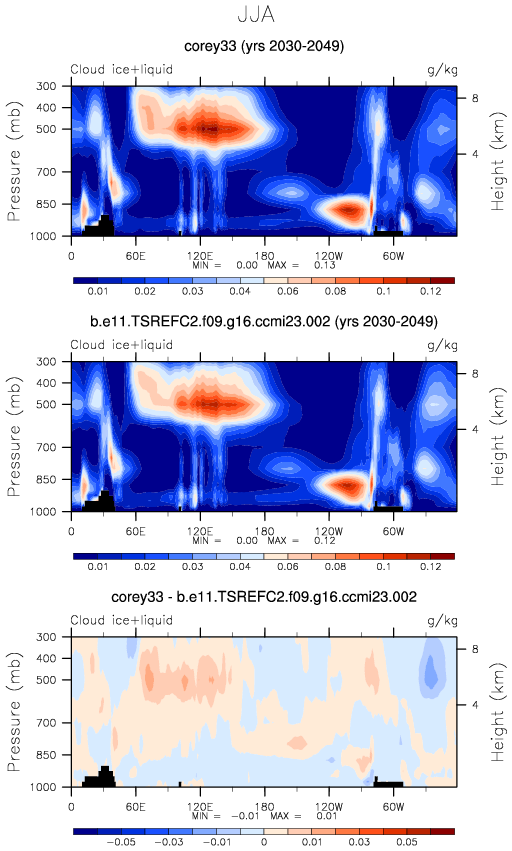 JJA
corey33 (yrs 2030-2049)
Cloud ice+liquid g/kg
300
500
700
850
1000
Pressure (mb)
8
4
Height (km)
0 60E 120E 180 120W 60W
MIN = 0.00 MAX = 0.13
0.01 0.02 0.03 0.04 0.06 0.08 0.1 0.12
b.e11.TSREFC2.f09.g16.ccmi23.002 (yrs 2030-2049)
Cloud ice+liquid g/kg
300
500
700
850
1000
Pressure (mb)
8
4
Height (km)
0 60E 120E 180 120W 60W
MIN = 0.00 MAX = 0.12
0.01 0.02 0.03 0.04 0.06 0.08 0.1 0.12
corey33 - b.e11.TSREFC2.f09.g16.ccmi23.002
Cloud ice+liquid g/kg
300
500
700
850
1000
Pressure (mb)
8
4
Height (km)
0 60E 120E 180 120W 60W
MIN = -0.01 MAX = 0.01
-0.05 -0.03 -0.01 0 0.01 0.03 0.05